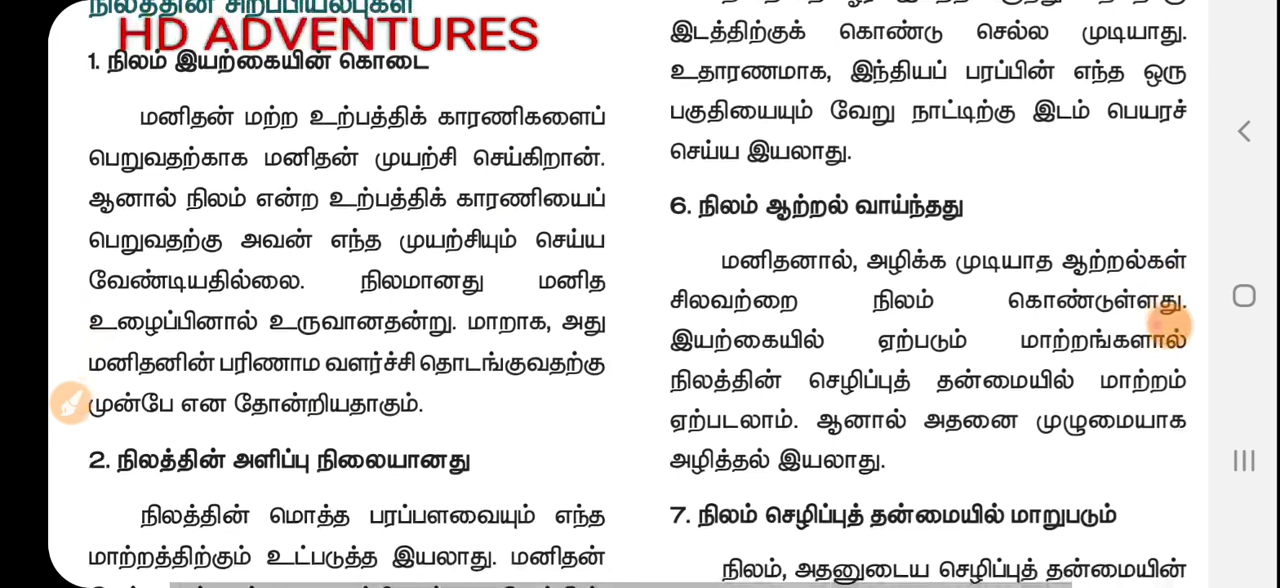 நிலத்தின் சிறப்பியல்புகள்
HD ADVENTURES
1. நிலம் இயற்கையின் கொடை
மனிதன் மற்ற உற்பத்திக் காரணிகளைப்
பெறுவதற்காக மனிதன் முயற்சி செய்கிறான்.
ஆனால் நிலம் என்ற உற்பத்திக் காரணியைப்
பெறுவதற்கு அவன் எந்த முயற்சியும் செய்ய
வேண்டியதில்லை. நிலமானது மனித
உழைப்பினால் உருவானதன்று. மாறாக, அது
மனிதனின் பரிணாம வளர்ச்சி தொடங்குவதற்கு
முன்பே என தோன்றியதாகும்.
2. நிலத்தின் அளிப்பு நிலையானது
நிலத்தின் மொத்த பரப்பளவையும் எந்த
மாற்றத்திற்கும் உட்படுத்த இயலாது. மனிதன்
இடத்திற்குக் கொண்டு செல்ல முடியாது.
உதாரணமாக, இந்தியப் பரப்பின் எந்த ஒரு
பகுதியையும் வேறு நாட்டிற்கு இடம் பெயரச்
செய்ய இயலாது.
6. நிலம் ஆற்றல் வாய்ந்தது
மனிதனால், அழிக்க முடியாத ஆற்றல்கள்
சிலவற்றை நிலம் கொண்டுள்ளது.
இயற்கையில் ஏற்படும் மாற்றங்களால்
நிலத்தின் செழிப்புத் தன்மையில் மாற்றம்
ஏற்படலாம். ஆனால் அதனை முழுமையாக
அழித்தல் இயலாது.
7. நிலம் செழிப்புத் தன்மையில் மாறுபடும்
நிலம், அதனுடைய செழிப்புத் தன்மையின்